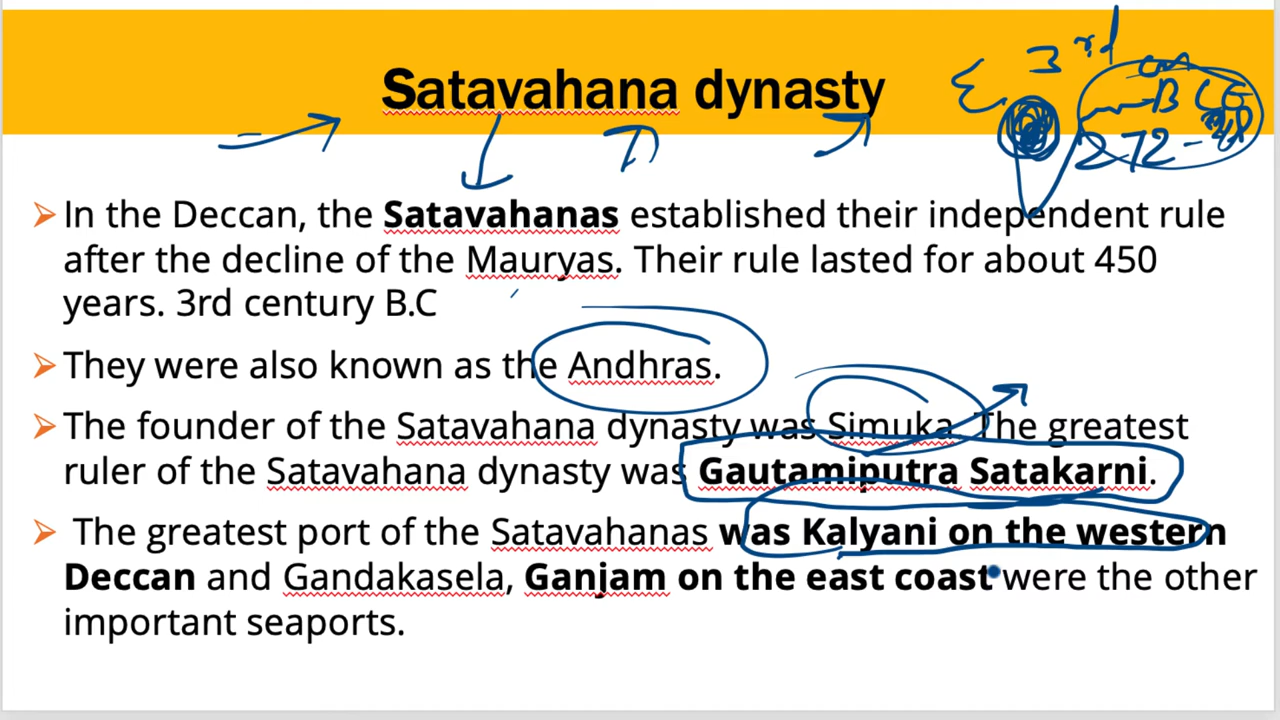 Satavahana dynasty
3rd
BCE
272-
➢ In the Deccan, the Satavahanas established their independent rule
after the decline of the Mauryas. Their rule lasted for about 450
years. 3rd century B.C
➢ They were also known as the Andhras.
➢ The founder of the Satavahana dynasty was Simuka. The greatest
ruler of the Satavahana dynasty was Gautamiputra Satakarni.
➢ The greatest port of the Satavahanas was Kalyani on the western
Deccan and Gandakasela, Ganjam on the east coast were the other
important seaports.